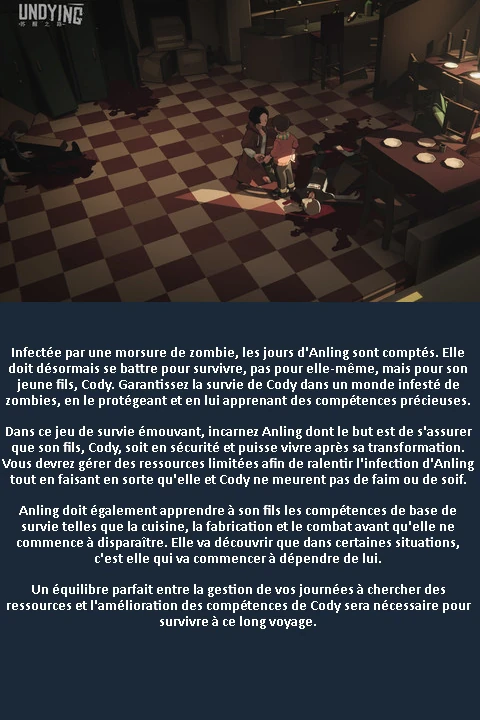 UNDYING
Infectée par une morsure de zombie, les jours d'Anling sont comptés. Elle
doit désormais se battre pour survivre, pas pour elle-même, mais pour son
jeune fils, Cody. Garantissez la survie de Cody dans un monde infesté de
zombies, en le protégeant et en lui apprenant des compétences précieuses.
Dans ce jeu de survie émouvant, incarnez Anling dont le but est de s'assurer
que son fils, Cody, soit en sécurité et puisse vivre après sa transformation.
Vous devrez gérer des ressources limitées afin de ralentir l'infection d'Anling
tout en faisant en sorte qu'elle et Cody ne meurent pas de faim ou de soif.
Anling doit également apprendre à son fils les compétences de base de
survie telles que la cuisine, la fabrication et le combat avant qu'elle ne
commence à disparaître. Elle va découvrir que dans certaines situations,
c'est elle qui va commencer à dépendre de lui.
Un équilibre parfait entre la gestion de vos journées à chercher des
ressources et l'amélioration des compétences de Cody sera nécessaire pour
survivre à ce long voyage.